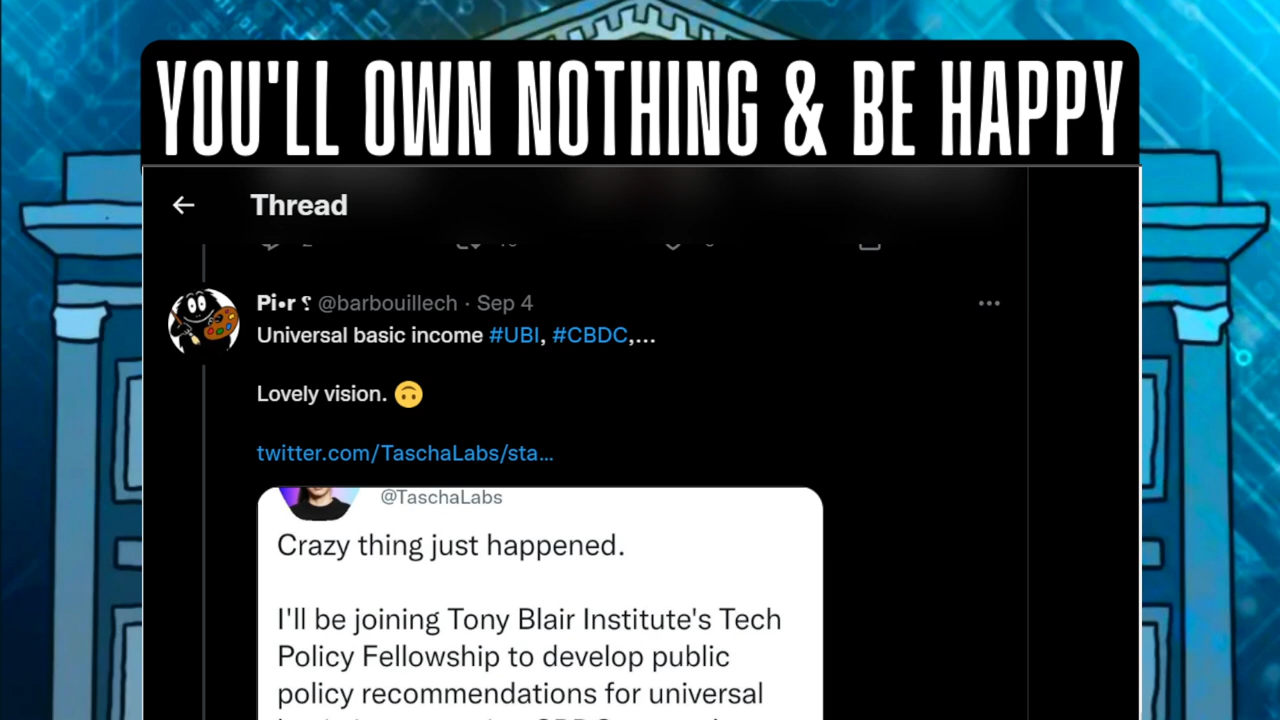 YOU'LL OWN NOTHING & BE HAPPY
Thread
Pi•r ⸮ @barbouillech · Sep 4
Universal basic income #UBI, #CBDC,...
Lovely vision. 🙃
twitter.com/TaschaLabs/sta...
@TaschaLabs
Crazy thing just happened.
I'll be joining Tony Blair Institute's Tech
Policy Fellowship to develop public
policy recommendations for universal